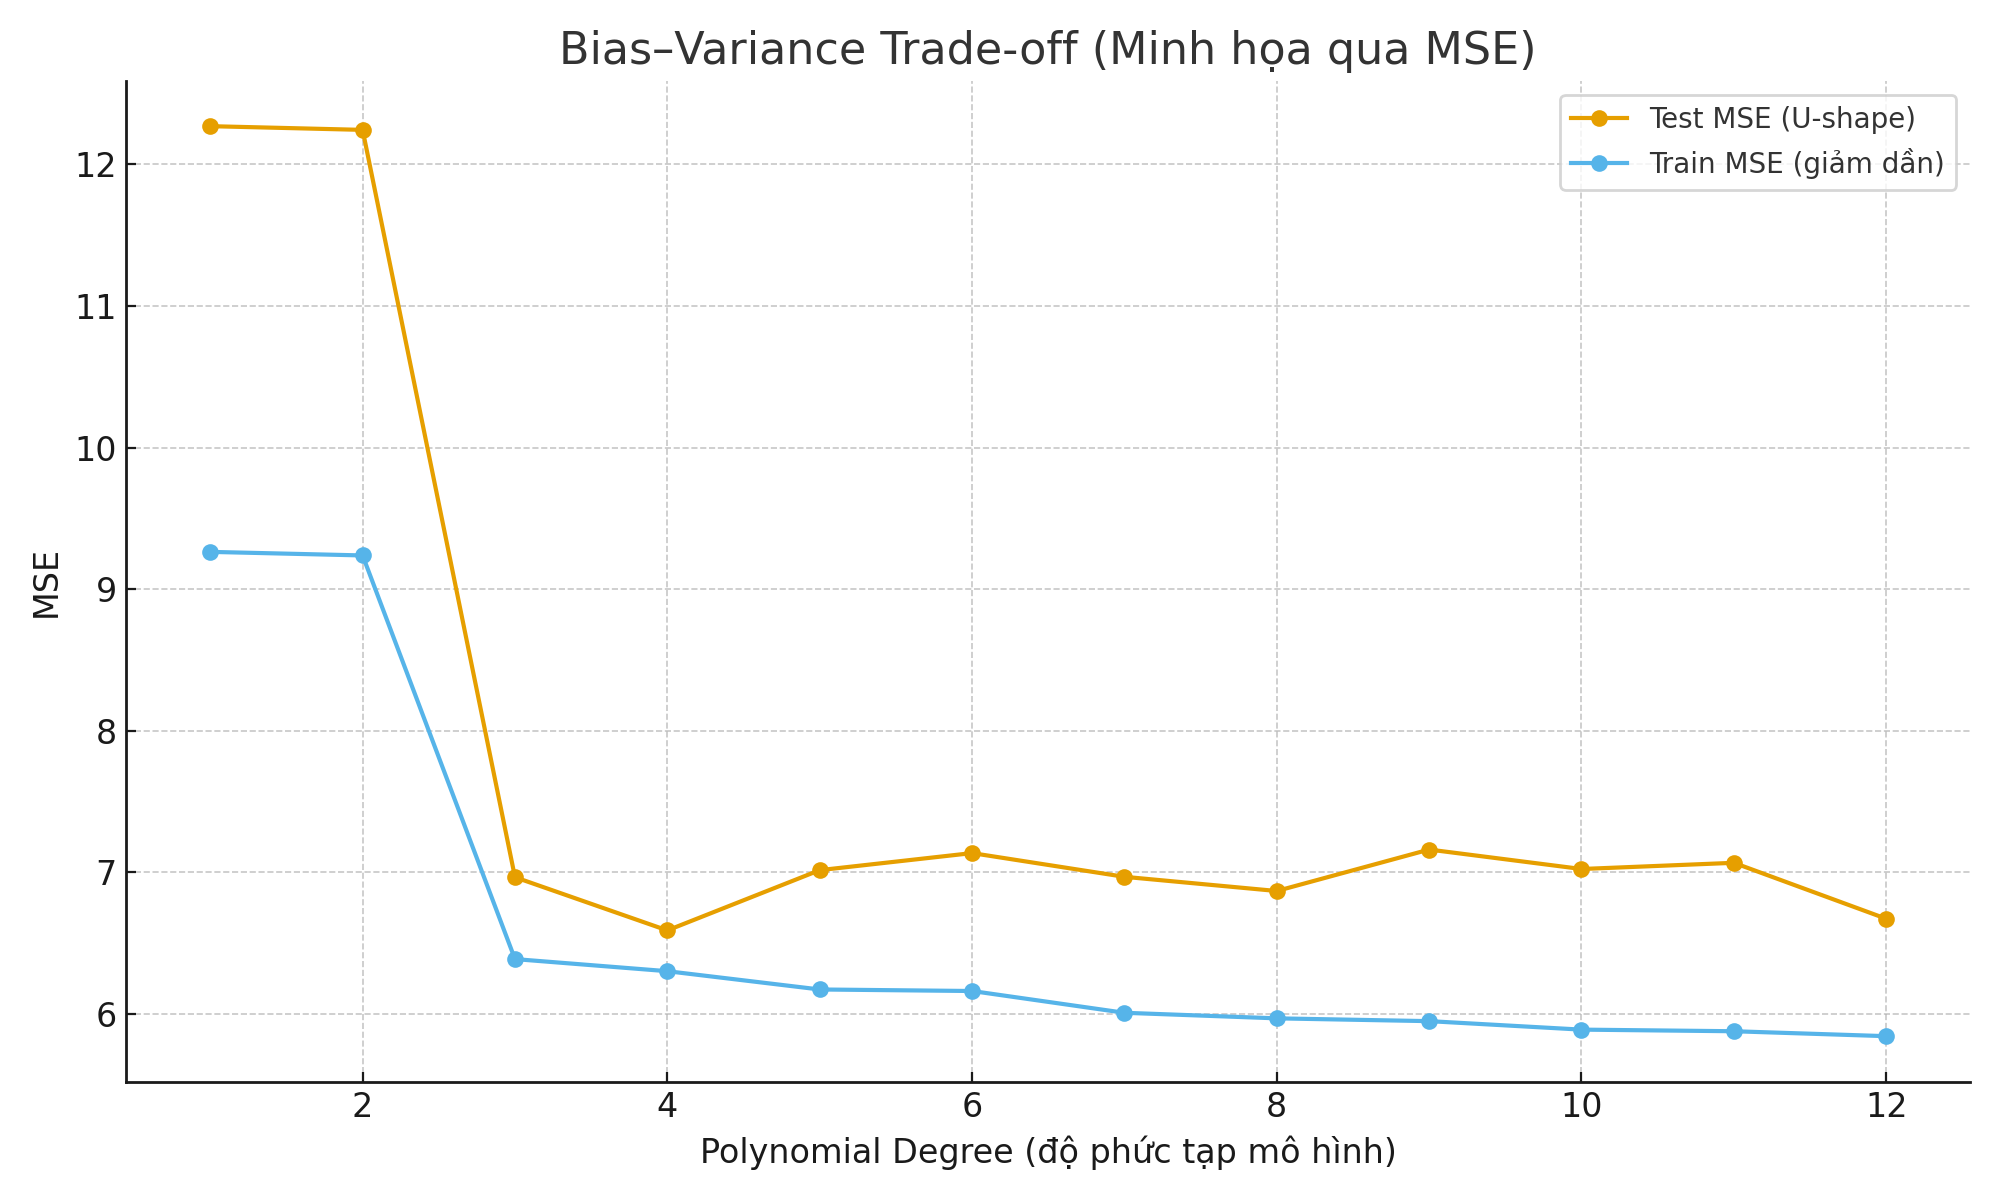 Bias–Variance Trade-off (Minh họa qua MSE)
Test MSE (U-shape)
Train MSE (giảm dần)
12
11
10
9
8
7
6
MSE
2 4 6 8 10 12
Polynomial Degree (độ phức tạp mô hình)